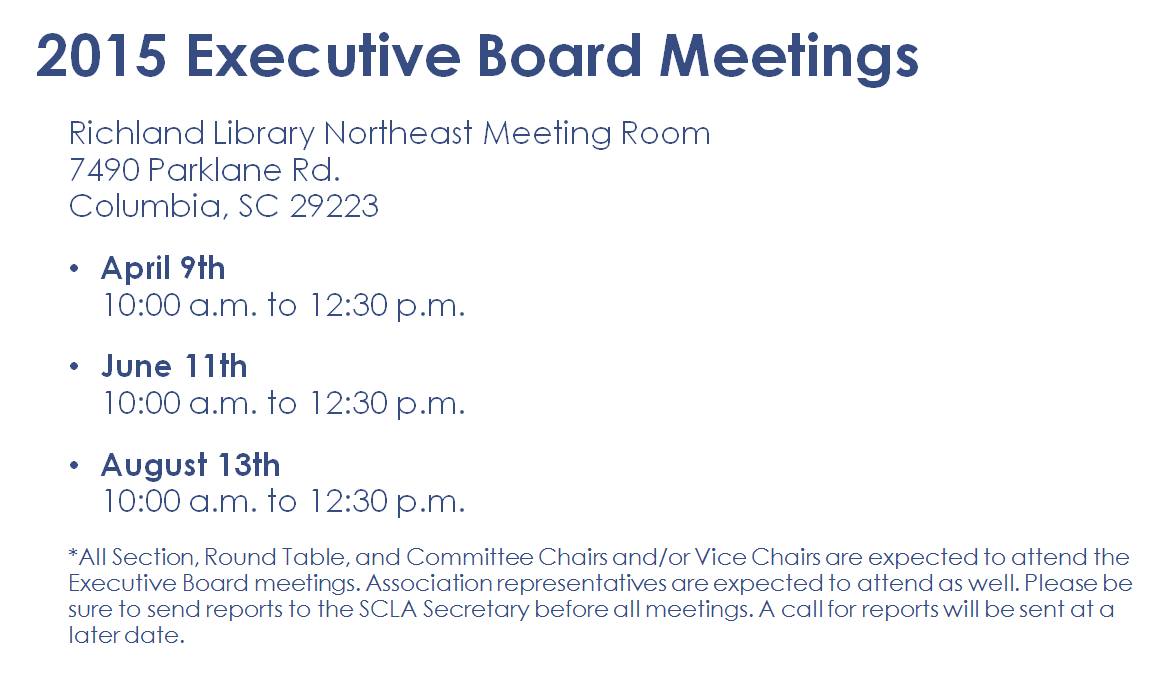 2015 Executive Board Meetings
Richland Library Northeast Meeting Room
7490 Parklane Rd.
Columbia, SC 29223
• April 9th
10:00 a.m. to 12:30 p.m.
• June 11th
10:00 a.m. to 12:30 p.m.
• August 13th
10:00 a.m. to 12:30 p.m.
*All Section, Round Table, and Committee Chairs and/or Vice Chairs are expected to attend the
Executive Board meetings. Association representatives are expected to attend as well. Please be
sure to send reports to the SCLA Secretary before all meetings. A call for reports will be sent at a
later date.